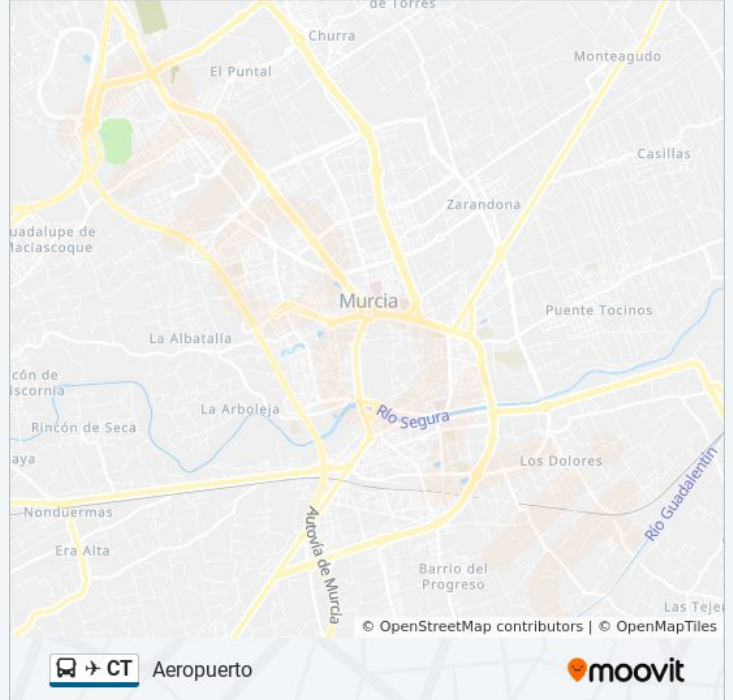 de Torres
Churra
El Puntal
Monteagudo
Casillas
Zarandona
uadalupe de
Maciascoque
Murcia
Puente Tocinos
La Albatalía
cón de
iscornia
La Arboleja
Río Segura
Rincón de Seca
aya
Los Dolores
Río Guadalentín
Nonduermas
Autovía de Murcia
Era Alta
Barrio del
Progreso
Las Tejer
© OpenStreetMap contributors | © OpenMapTiles
CT Aeropuerto
moovit